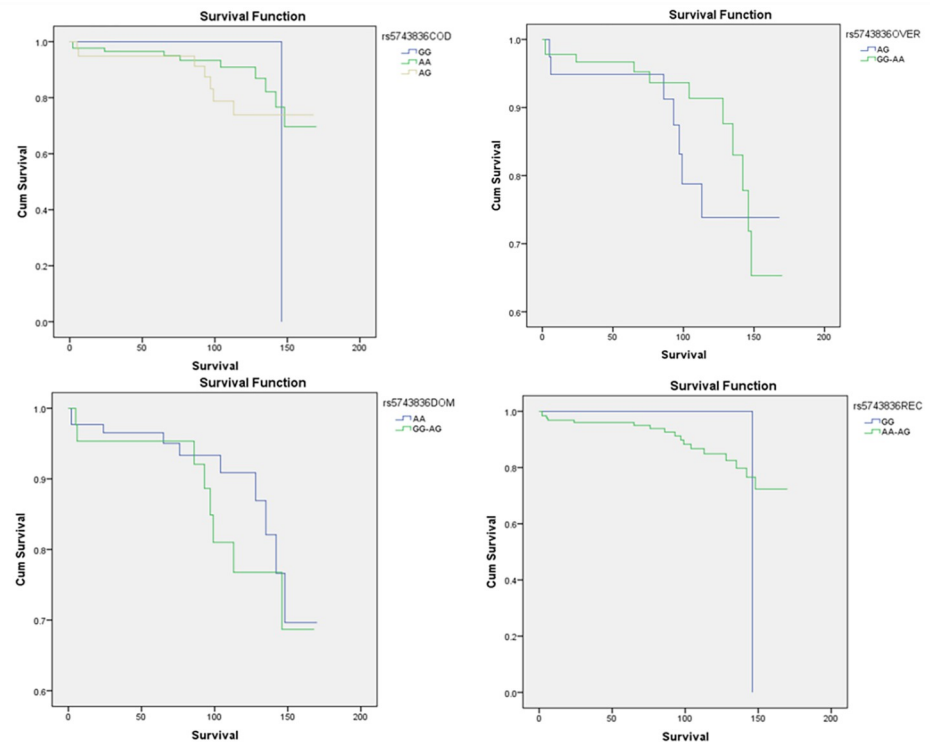 Survival Function
rs5743836COD
GG
AA
AG
1.0
0.8
0.6
0.4
0.2
0.0
Cum Survival
0 50 100 150 200
Survival
Survival Function
rs5743836OVER
AG
GG-AA
1.0
0.9
0.8
0.7
0.6
Cum Survival
0 50 100 150 200
Survival
Survival Function
rs5743836DOM
AA
GG-AG
1.0
0.9
0.8
0.7
0.6
Cum Survival
0 50 100 150 200
Survival
Survival Function
rs5743836REC
GG
AA-AG
1.0
0.8
0.6
0.4
0.2
0.0
Cum Survival
0 50 100 150 200
Survival